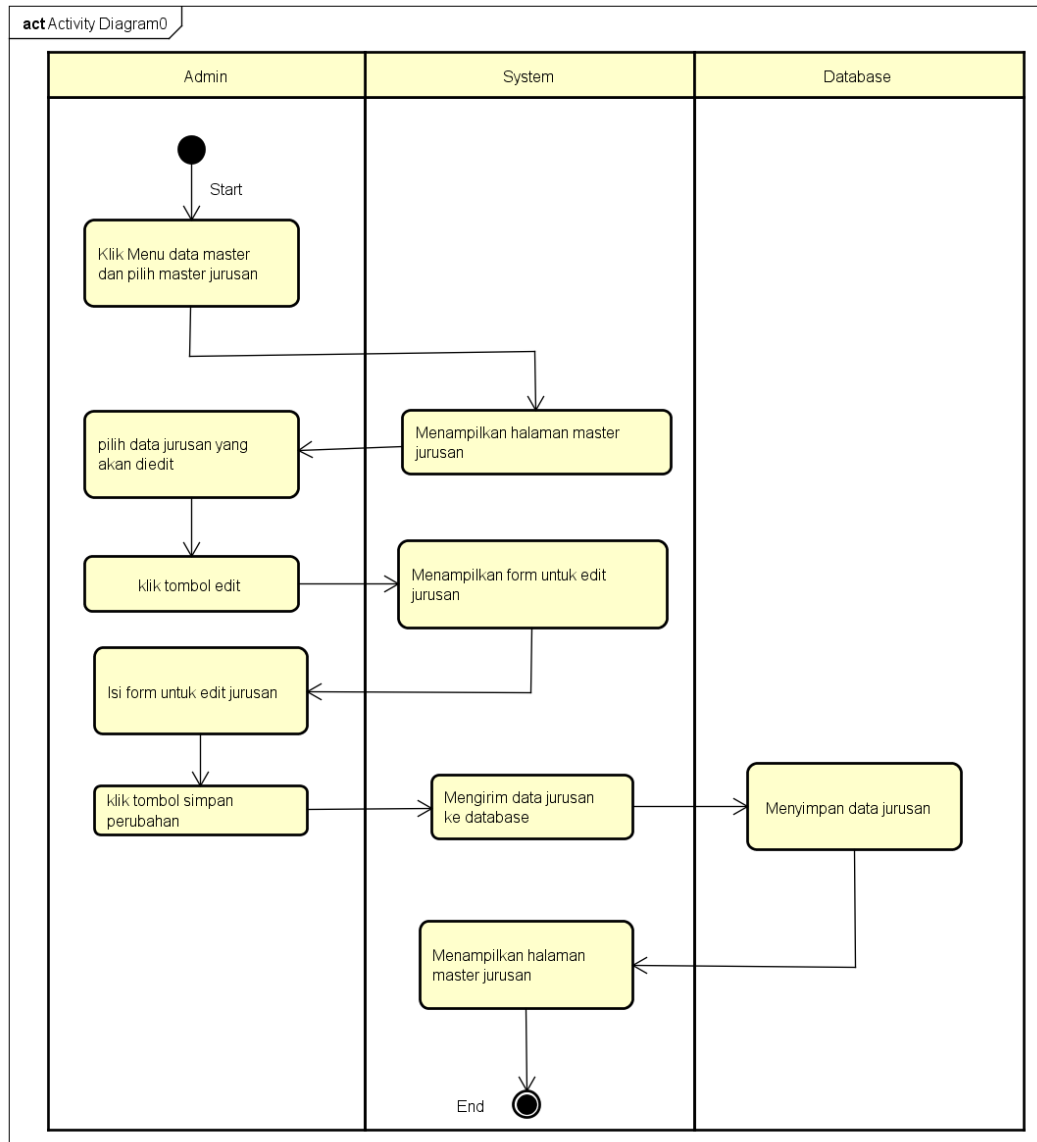 act Activity Diagram0
Admin
System
Database
Start
Klik Menu data master
dan pilih master jurusan
Menampilkan halaman master
jurusan
pilih data jurusan yang
akan diedit
klik tombol edit
Menampilkan form untuk edit
jurusan
Isi form untuk edit jurusan
klik tombol simpan
perubahan
Mengirim data jurusan
ke database
Menyimpan data jurusan
Menampilkan halaman
master jurusan
End